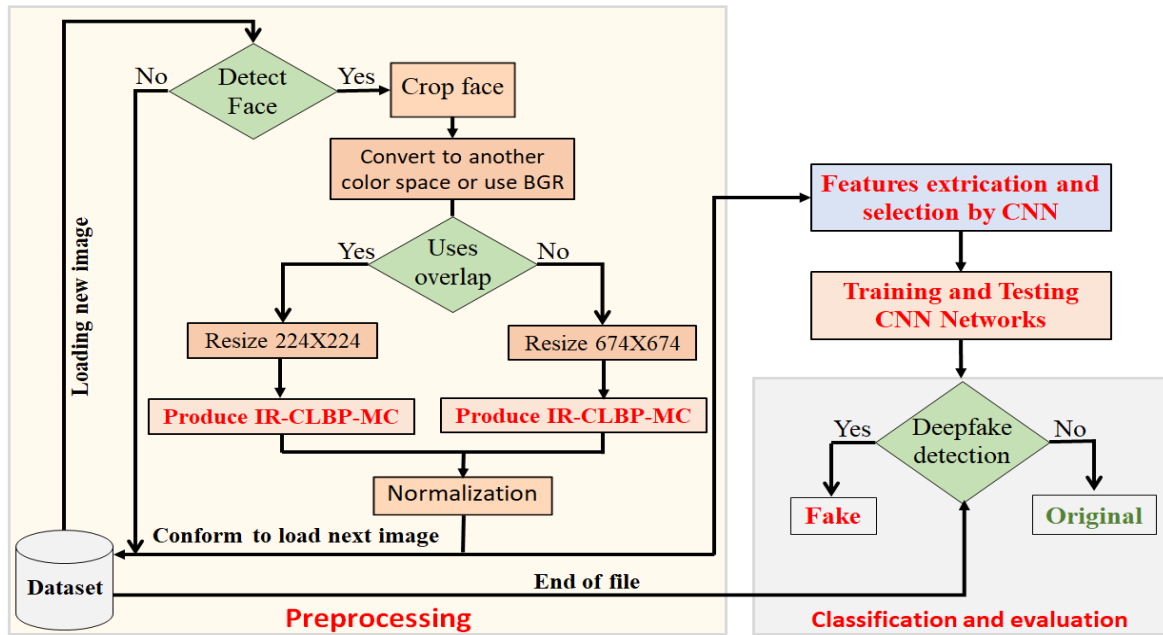 No
Detect
Face
Yes
Crop face
Convert to another
color space or use BGR
Yes
Uses
overlap
No
Resize 224X224
Resize 674X674
Produce IR-CLBP-MC
Produce IR-CLBP-MC
Normalization
Loading new image
Conform to load next image
Dataset
End of file
Preprocessing
Features extrication and
selection by CNN
Training and Testing
CNN Networks
Yes
Deepfake
detection
No
Fake
Original
Classification and evaluation